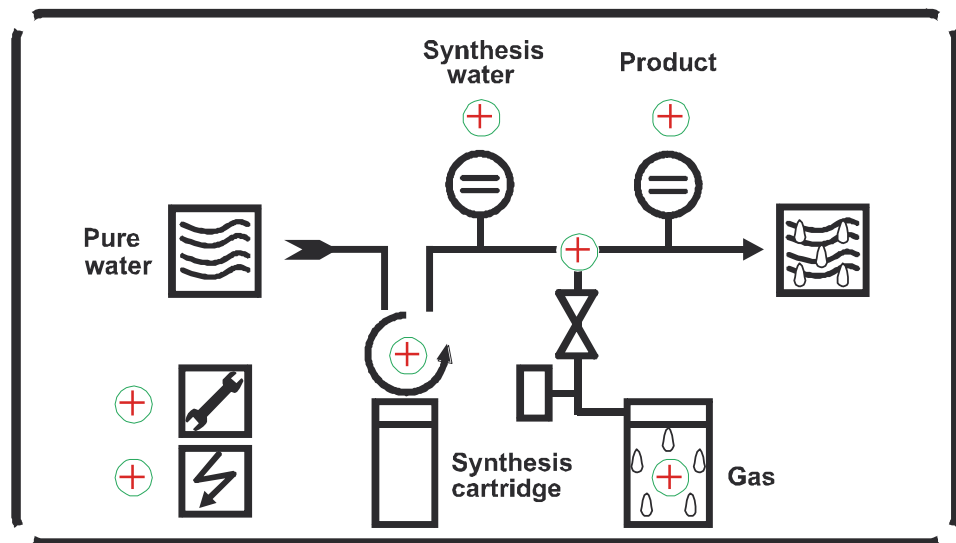 Synthesis
water
Product
Pure
water
Synthesis
cartridge
Gas